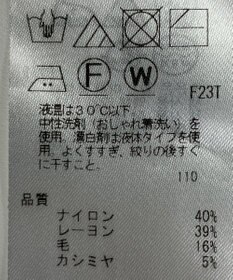 F W
F23T
液温は30℃以下
中性洗剤（おしゃれ着洗い）を
使用。漂白剤は液体タイプを使
用。よくすすぎ、絞りの後すぐ
に干すこと。
110
品質
ナイロン 40%
レーヨン 39%
毛 16%
カシミヤ 5%